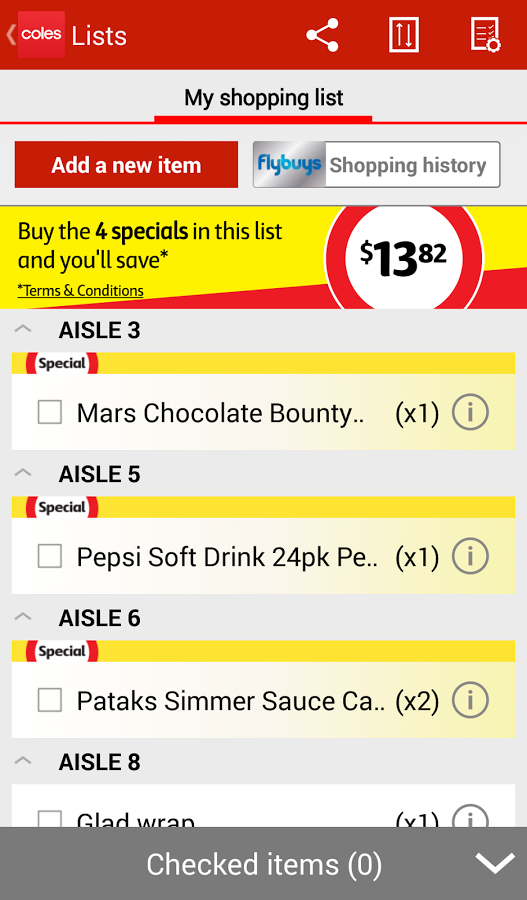 coles Lists
My shopping list
Add a new item
flybuys Shopping history
Buy the 4 specials in this list
and you'll save*
*Terms & Conditions
$13.82
AISLE 3
Special
Mars Chocolate Bounty.. (x1)
AISLE 5
Special
Pepsi Soft Drink 24pk Pe.. (x1)
AISLE 6
Special
Pataks Simmer Sauce Ca.. (x2)
AISLE 8
Glad wrap (x1)
Checked items (0)